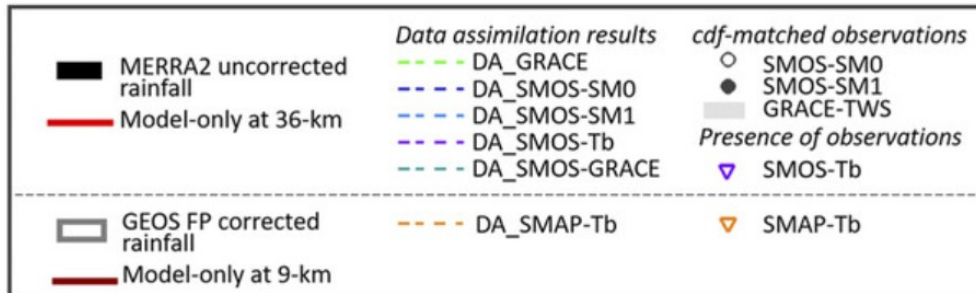 Data assimilation results
cdf-matched observations
MERRA2 uncorrected
rainfall
Model-only at 36-km
DA_GRACE
DA_SMOS-SM0
DA_SMOS-SM1
DA_SMOS-Tb
DA_SMOS-GRACE
SMOS-SM0
SMOS-SM1
GRACE-TWS
Presence of observations
SMOS-Tb
GEOS FP corrected
rainfall
Model-only at 9-km
DA_SMAP-Tb
SMAP-Tb